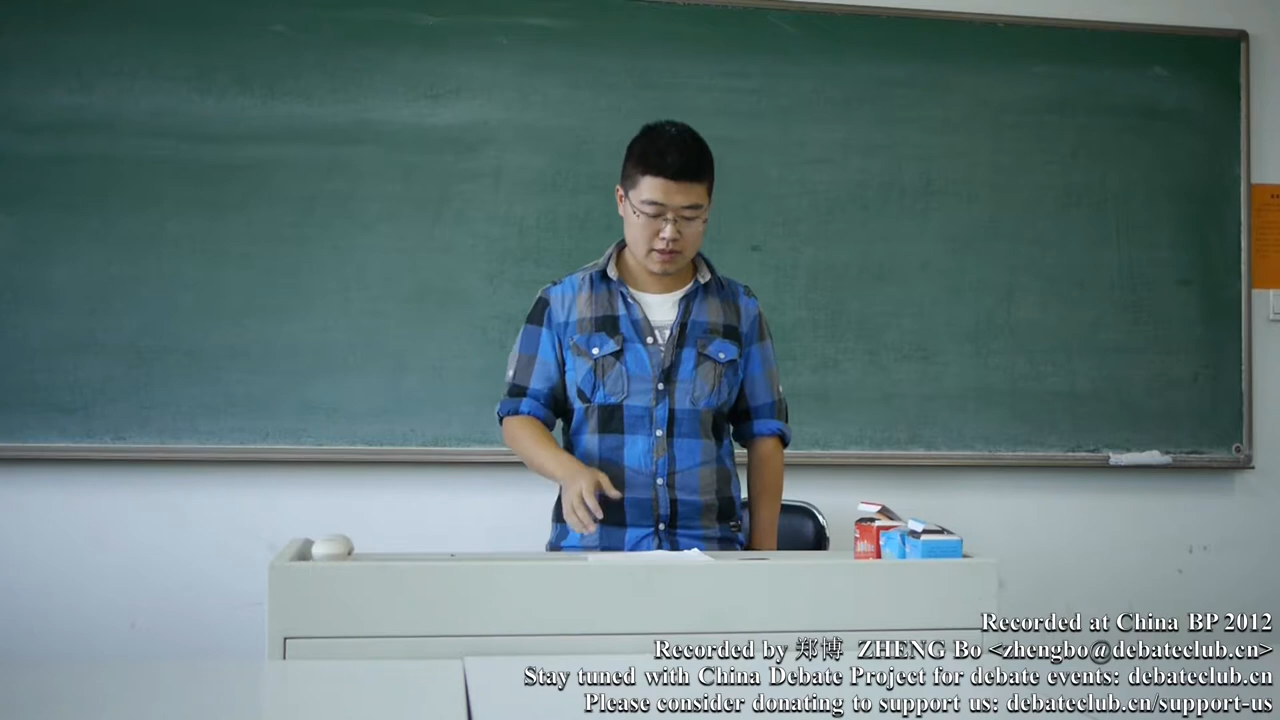 Recorded at China BP 2012
Recorded by 郑博 ZHENG Bo <zhengbo@debateclub.cn>
Stay tuned with China Debate Project for debate events: debateclub.cn
Please consider donating to support us: debateclub.cn/support-us